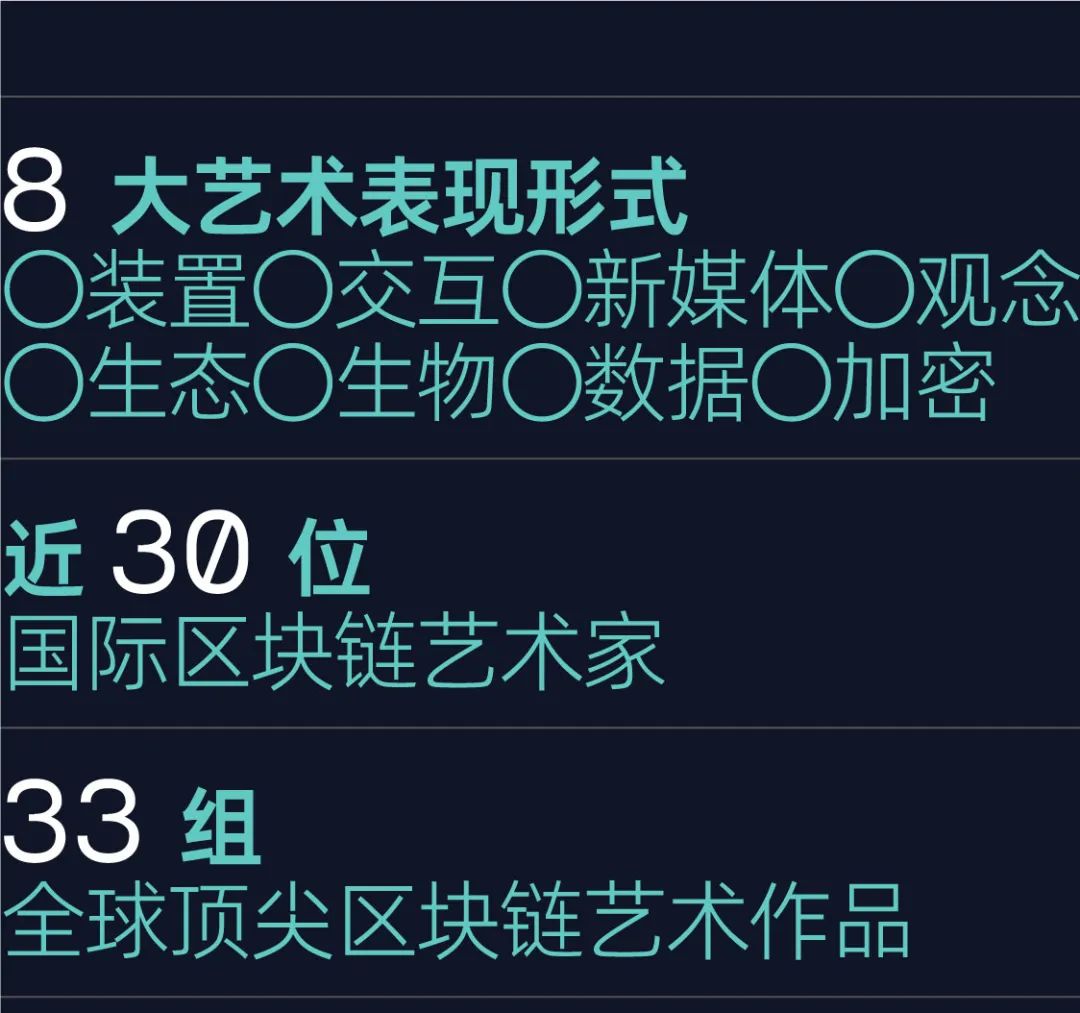 8 大艺术表现形式
〇装置〇交互〇新媒体〇观念
〇生态〇生物〇数据〇加密
近 30 位
国际区块链艺术家
33 组
全球顶尖区块链艺术作品